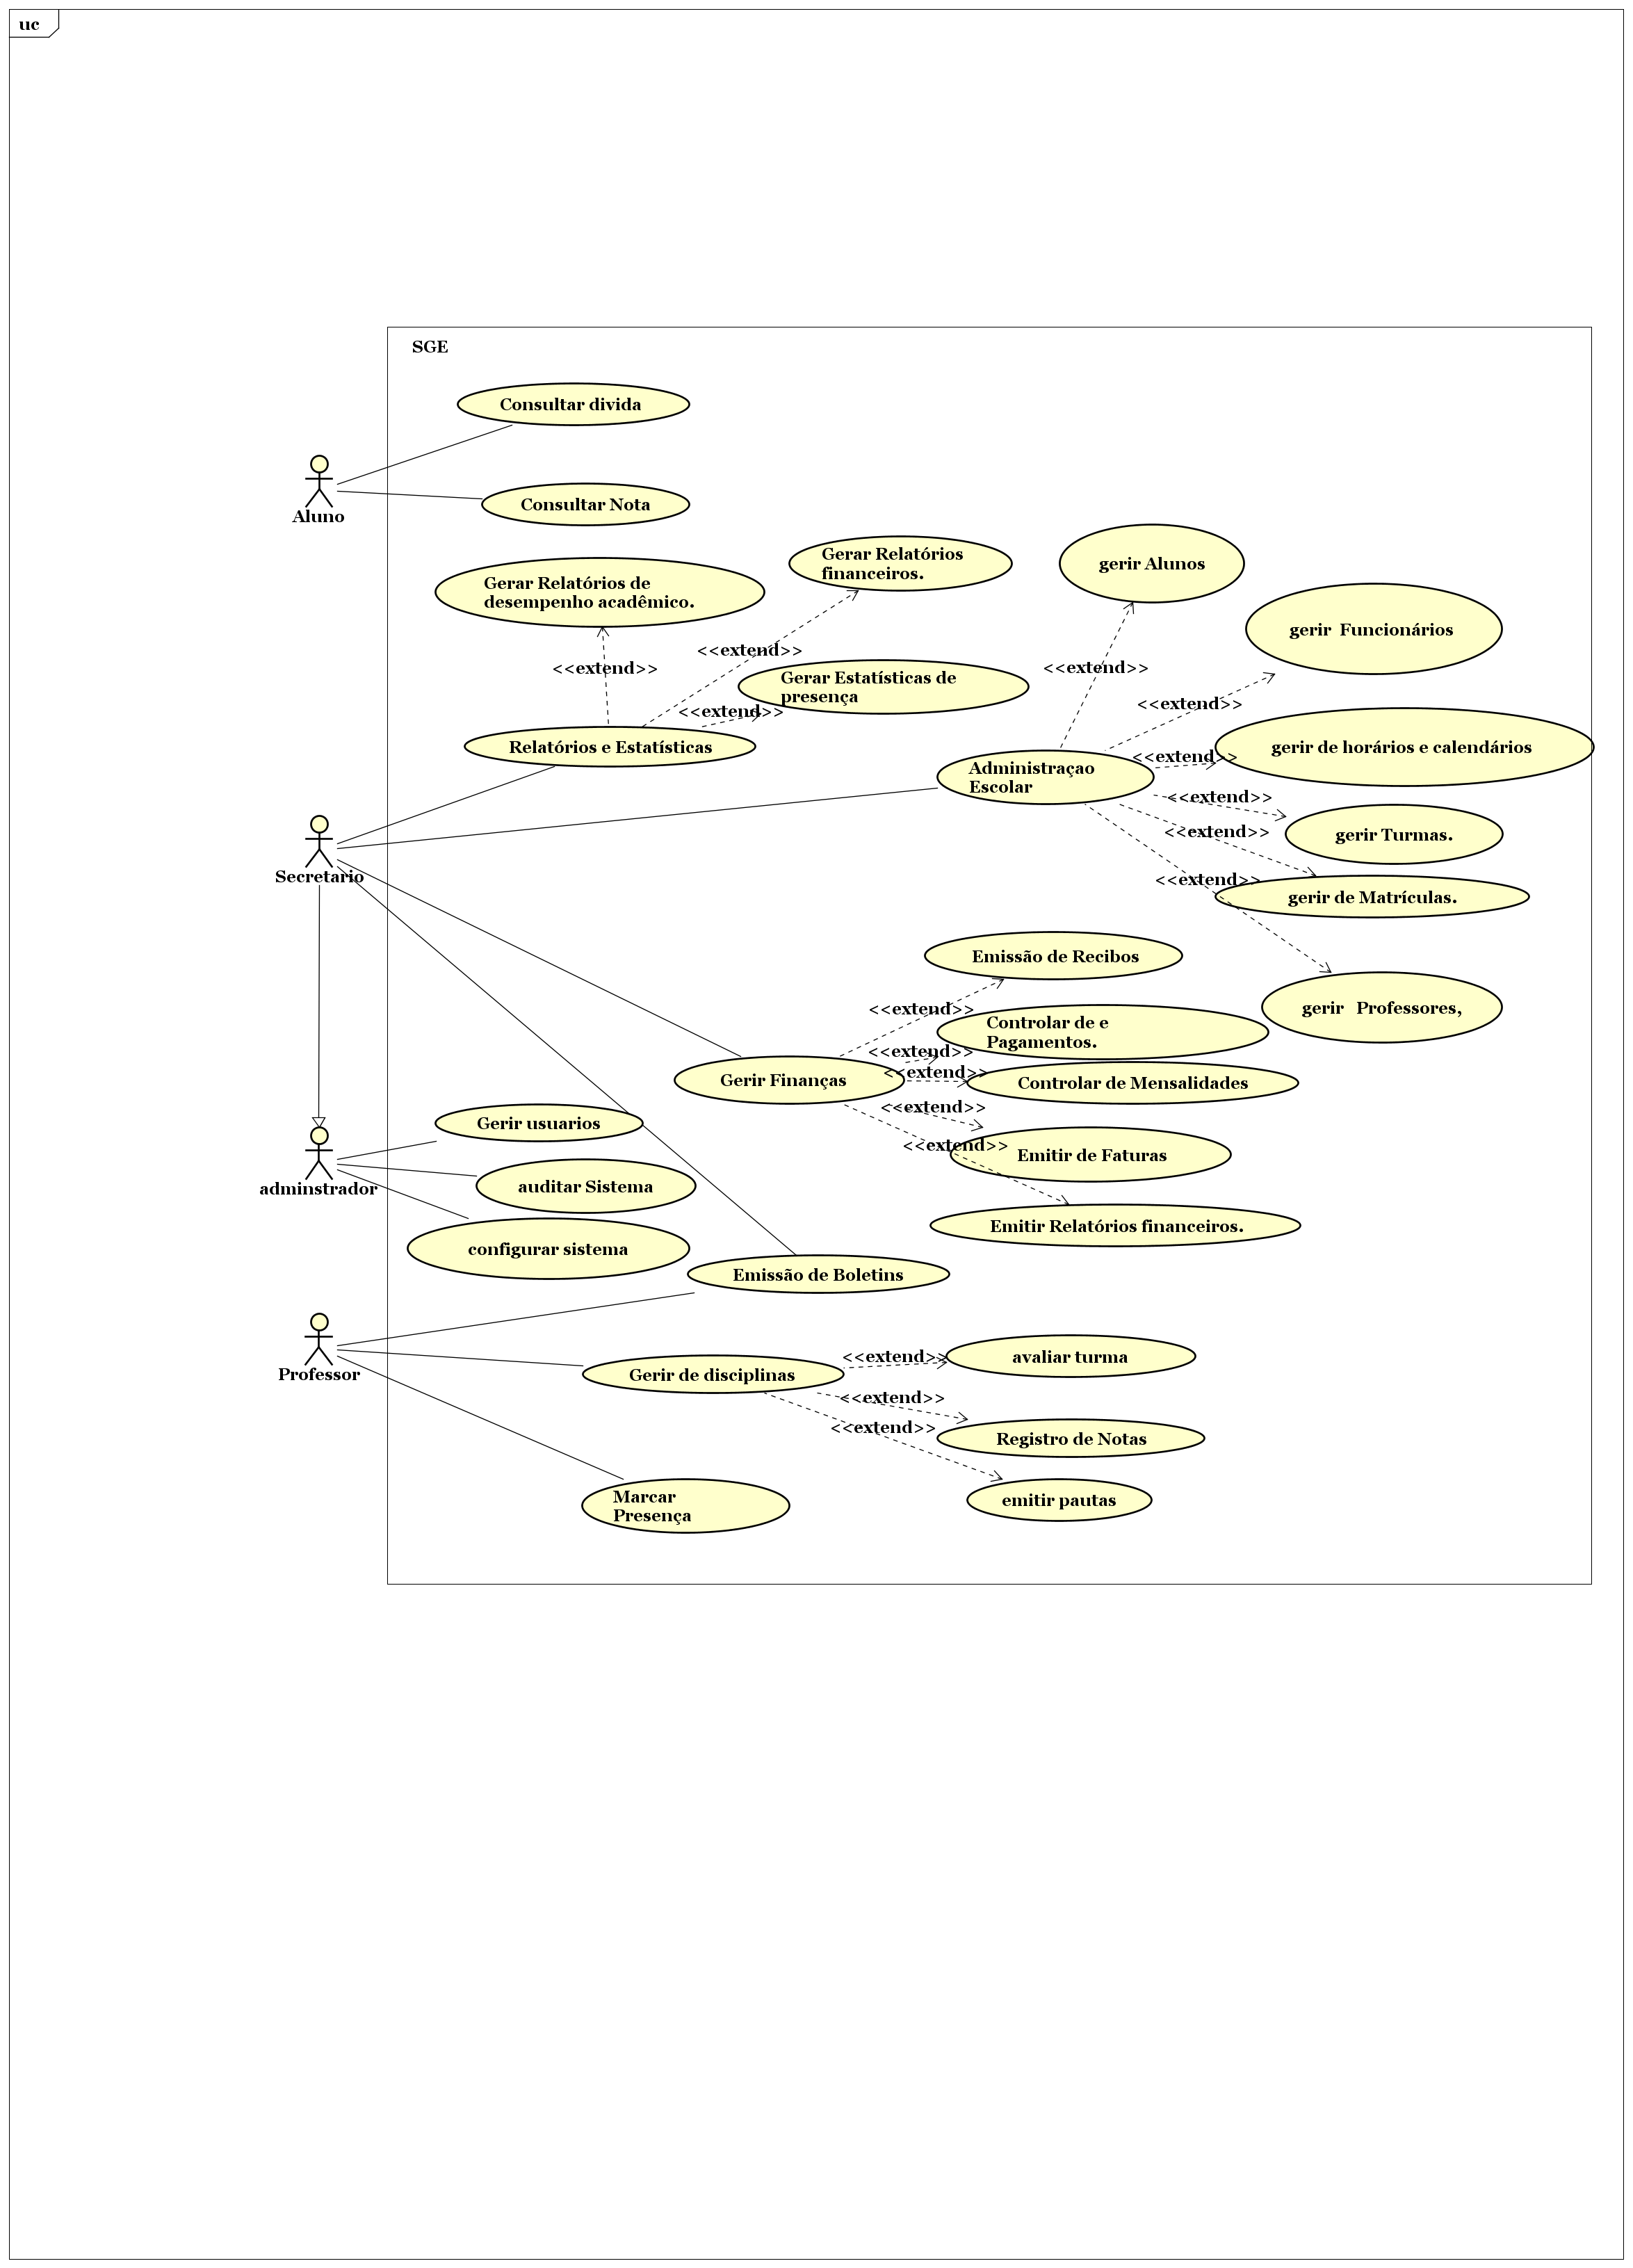 uc
SGE
Consultar divida
Aluno
Consultar Nota
Gerar Relatórios de
desempenho acadêmico.
Gerar Relatórios
financeiros.
gerir Alunos
gerir Funcionários
<<extend>>
<<extend>>
<<extend>>
Gerar Estatísticas de
presença
<<extend>>
<<extend>>
Relatórios e Estatísticas
gerir de horários e calendários
<<extend>>
Administraçao
Escolar
<<extend>>
gerir Turmas.
<<extend>>
Secretario
<<extend>>
gerir de Matrículas.
Emissão de Recibos
gerir Professores,
<<extend>>
Controlar de e
Pagamentos.
<<extend>>
<<extend>>
Gerir Finanças
Controlar de Mensalidades
<<extend>>
Gerir usuarios
<<extend>>
Emitir de Faturas
auditar Sistema
adminstrador
Emitir Relatórios financeiros.
configurar sistema
Emissão de Boletins
Professor
Gerir de disciplinas
<<extend>>
avaliar turma
<<extend>>
<<extend>>
Registro de Notas
Marcar
Presença
emitir pautas